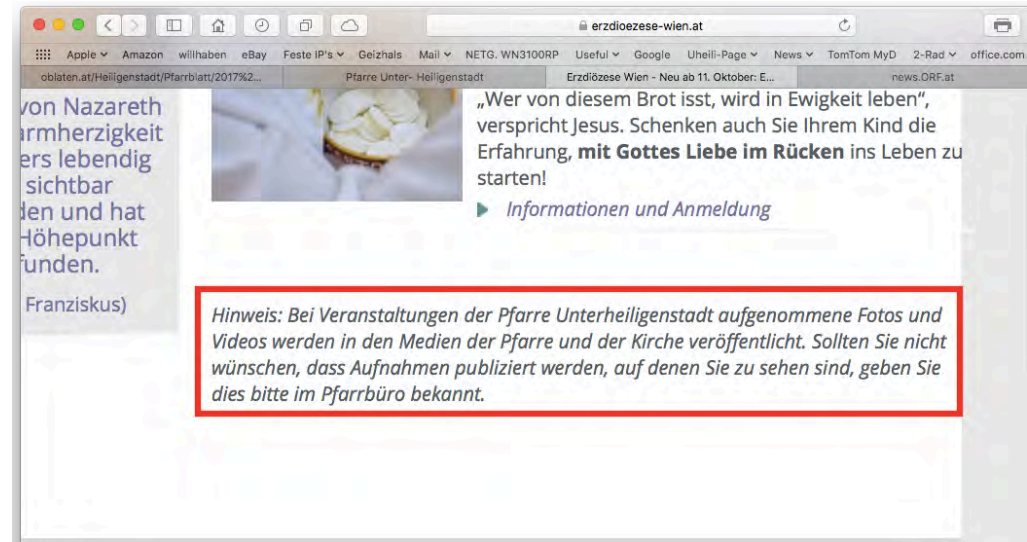 erzdioezese-wien.at
Apple Amazon willhaben eBay Feste IP's Geizhals Mail NETG. WN3100RP Useful Google Uheili-Page News TomTom MyD 2-Rad office.com
oblaten.at/Heiligenstadt/Pfarrblatt/2017%2... Pfarre Unter- Heiligenstadt Erzdiözese Wien - Neu ab 11. Oktober: E... news.ORF.at
von Nazareth
armherzigkeit
ers lebendig
sichtbar
den und hat
Höhepunkt
funden.
Franziskus)
„Wer von diesem Brot isst, wird in Ewigkeit leben“,
verspricht Jesus. Schenken auch Sie Ihrem Kind die
Erfahrung, mit Gottes Liebe im Rücken ins Leben zu
starten!
Informationen und Anmeldung
Hinweis: Bei Veranstaltungen der Pfarre Unterheiligenstadt aufgenommene Fotos und
Videos werden in den Medien der Pfarre und der Kirche veröffentlicht. Sollten Sie nicht
wünschen, dass Aufnahmen publiziert werden, auf denen Sie zu sehen sind, geben Sie
dies bitte im Pfarrbüro bekannt.